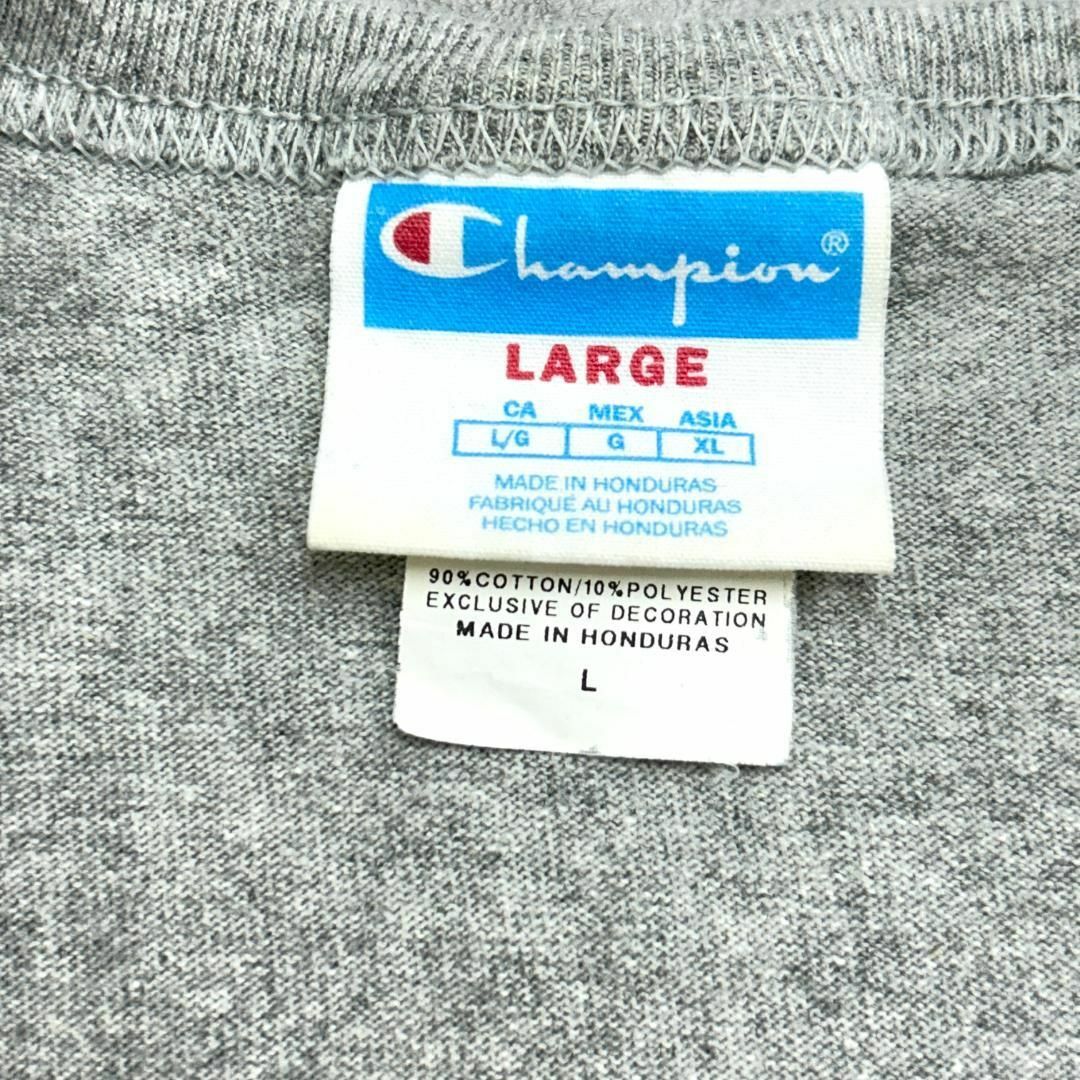 Champion®
LARGE
CA MEX ASIA
L/G G XL
MADE IN HONDURAS
FABRIQUÉ AU HONDURAS
HECHO EN HONDURAS
90%COTTON/10%POLYESTER
EXCLUSIVE OF DECORATION
MADE IN HONDURAS
L